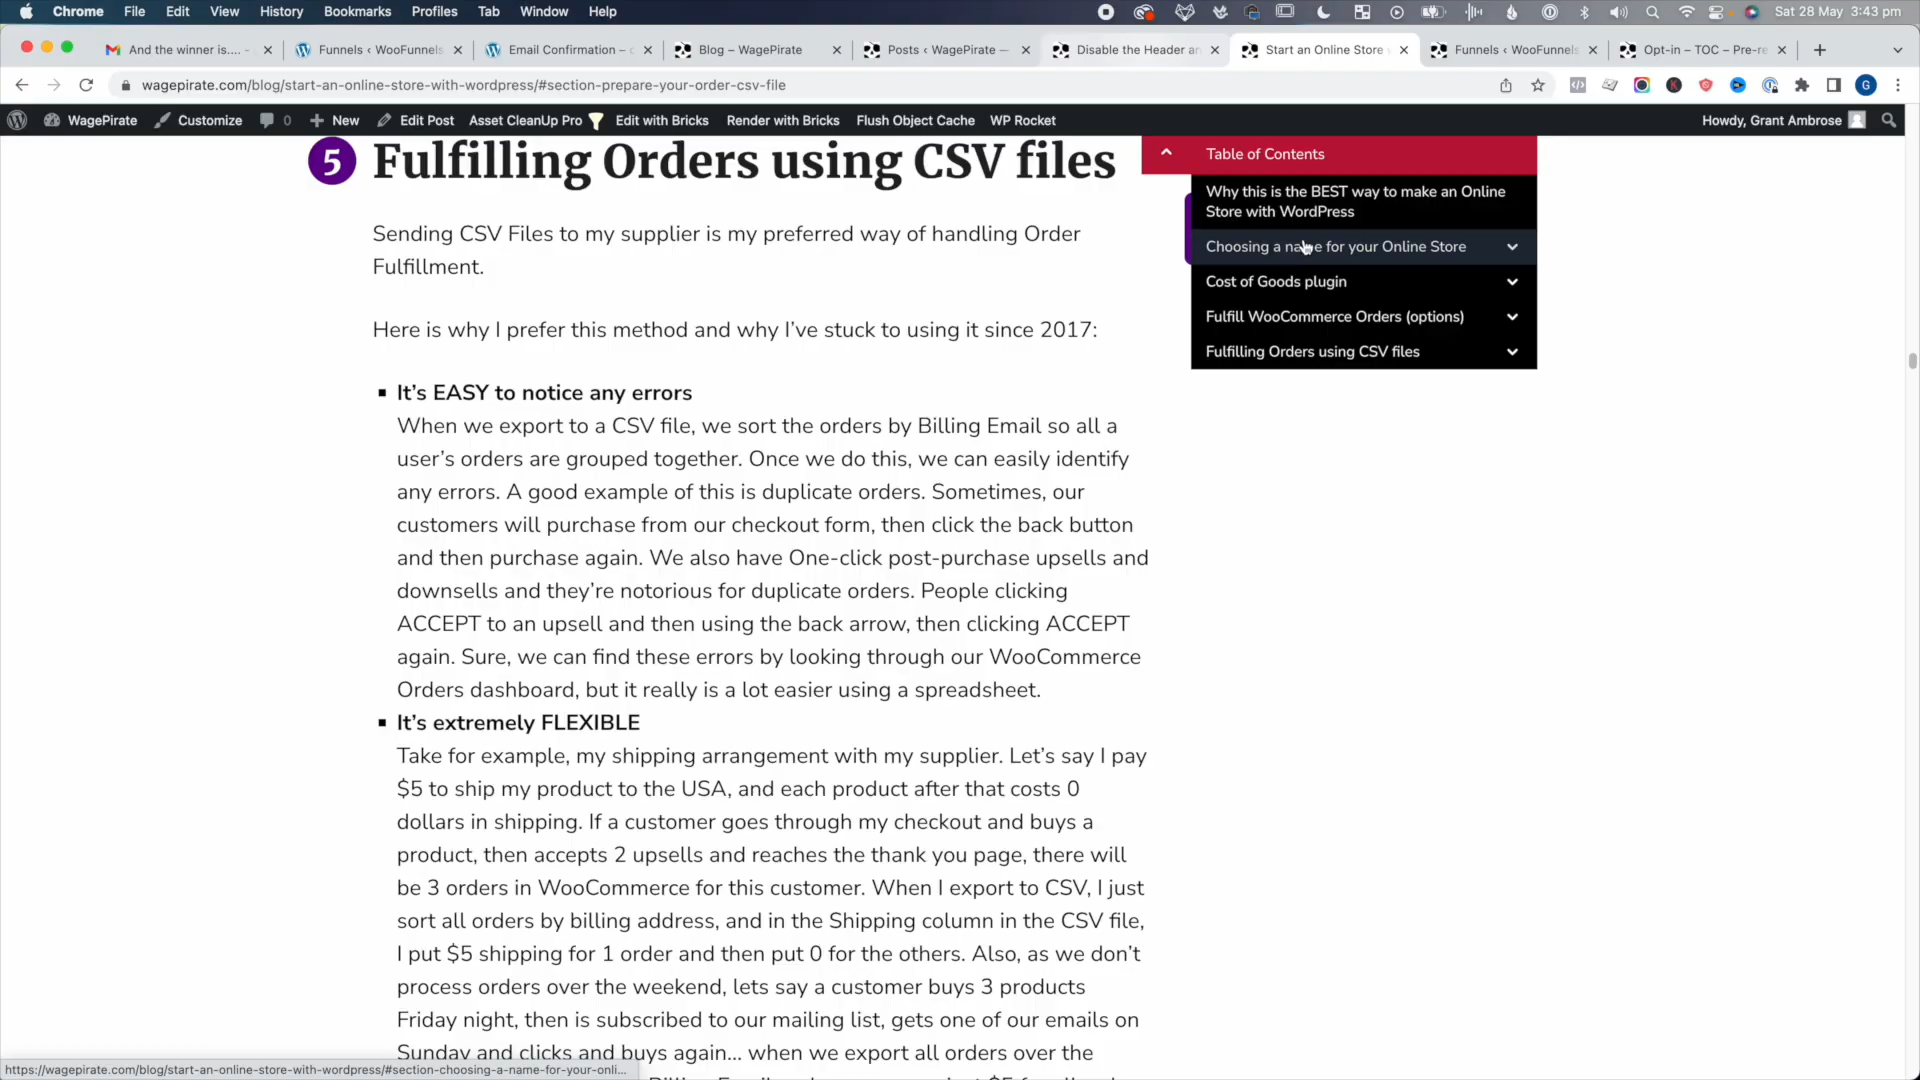 Chrome File Edit View History Bookmarks Profiles Tab Window Help Sat 28 May 3:43 pm
And the winner is.... - Funnels ‹ WooFunnels Email Confirmation – Blog – WagePirate Posts ‹ WagePirate — Disable the Header an Start an Online Store Funnels ‹ WooFunnels Opt-in – TOC – Pre-re
wagepirate.com/blog/start-an-online-store-with-wordpress/#section-prepare-your-order-csv-file G
WagePirate Customize 0 New Edit Post Asset CleanUp Pro Edit with Bricks Render with Bricks Flush Object Cache WP Rocket Howdy, Grant Ambrose
5 Fulfilling Orders using CSV files
Sending CSV Files to my supplier is my preferred way of handling Order
Fulfillment.
Here is why I prefer this method and why I've stuck to using it since 2017:
▪ It's EASY to notice any errors
When we export to a CSV file, we sort the orders by Billing Email so all a
user's orders are grouped together. Once we do this, we can easily identify
any errors. A good example of this is duplicate orders. Sometimes, our
customers will purchase from our checkout form, then click the back button
and then purchase again. We also have One-click post-purchase upsells and
downsells and they're notorious for duplicate orders. People clicking
ACCEPT to an upsell and then using the back arrow, then clicking ACCEPT
again. Sure, we can find these errors by looking through our WooCommerce
Orders dashboard, but it really is a lot easier using a spreadsheet.
▪ It's extremely FLEXIBLE
Take for example, my shipping arrangement with my supplier. Let's say I pay
$5 to ship my product to the USA, and each product after that costs 0
dollars in shipping. If a customer goes through my checkout and buys a
product, then accepts 2 upsells and reaches the thank you page, there will
be 3 orders in WooCommerce for this customer. When I export to CSV, I just
sort all orders by billing address, and in the Shipping column in the CSV file,
I put $5 shipping for 1 order and then put 0 for the others. Also, as we don't
process orders over the weekend, lets say a customer buys 3 products
Friday night, then is subscribed to our mailing list, gets one of our emails on
Sunday and clicks and buys again... when we export all orders over the
Table of Contents
Why this is the BEST way to make an Online
Store with WordPress
Choosing a name for your Online Store
Cost of Goods plugin
Fulfill WooCommerce Orders (options)
Fulfilling Orders using CSV files
https://wagepirate.com/blog/start-an-online-store-with-wordpress/#section-choosing-a-name-for-your-onli...